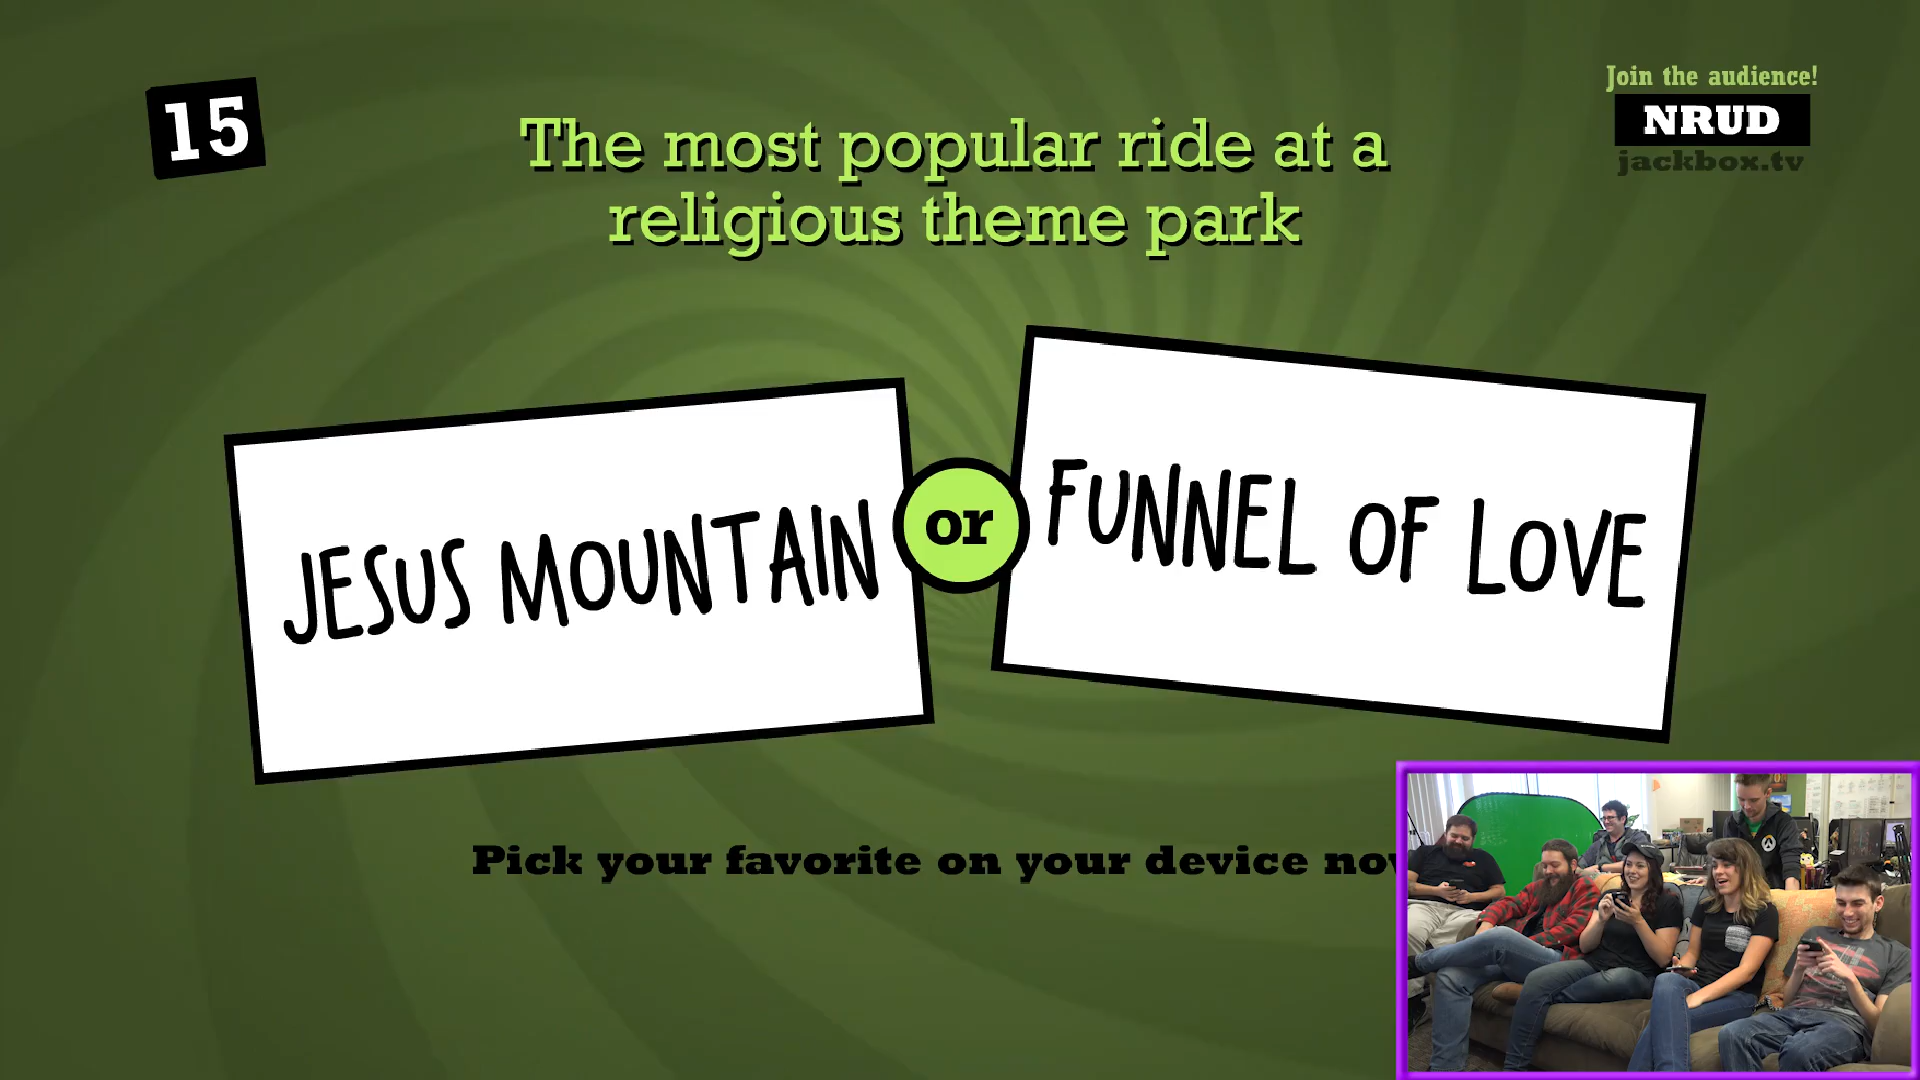 15
Join the audience!
NRUD
jackbox.tv
The most popular ride at a
religious theme park
JESUS MOUNTAIN
or
FUNNEL OF LOVE
Pick your favorite on your device